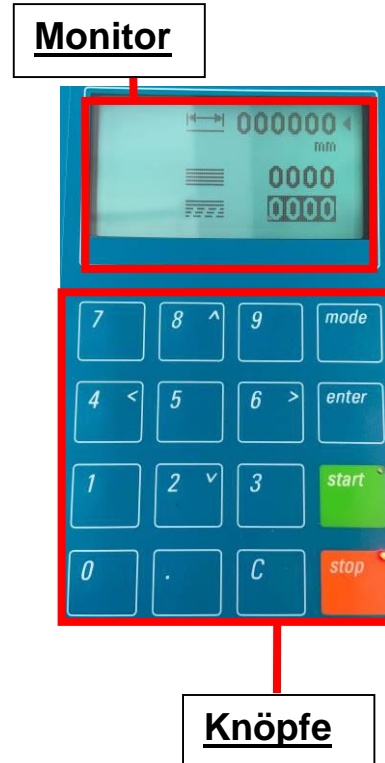 Monitor
000000
mm
0000
0000
7 8 ^ 9 mode
4 < 5 6 > enter
1 2 v 3 start
0 . C stop
Knöpfe